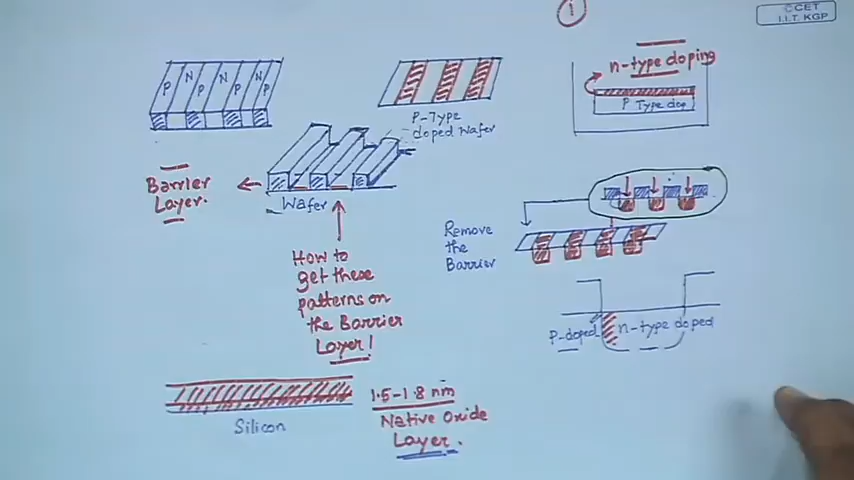 i
© CET
I.I.T. KGP
P N P N P N P
P-Type
doped wafer
n-type doping
P Type dop
Barrier
Layer.
Wafer
How to
get these
patterns on
the Barrier
Layer!
Remove
the
Barrier
P-doped
n-type doped
1.5-1.8 nm
Native Oxide
Layer.
Silicon